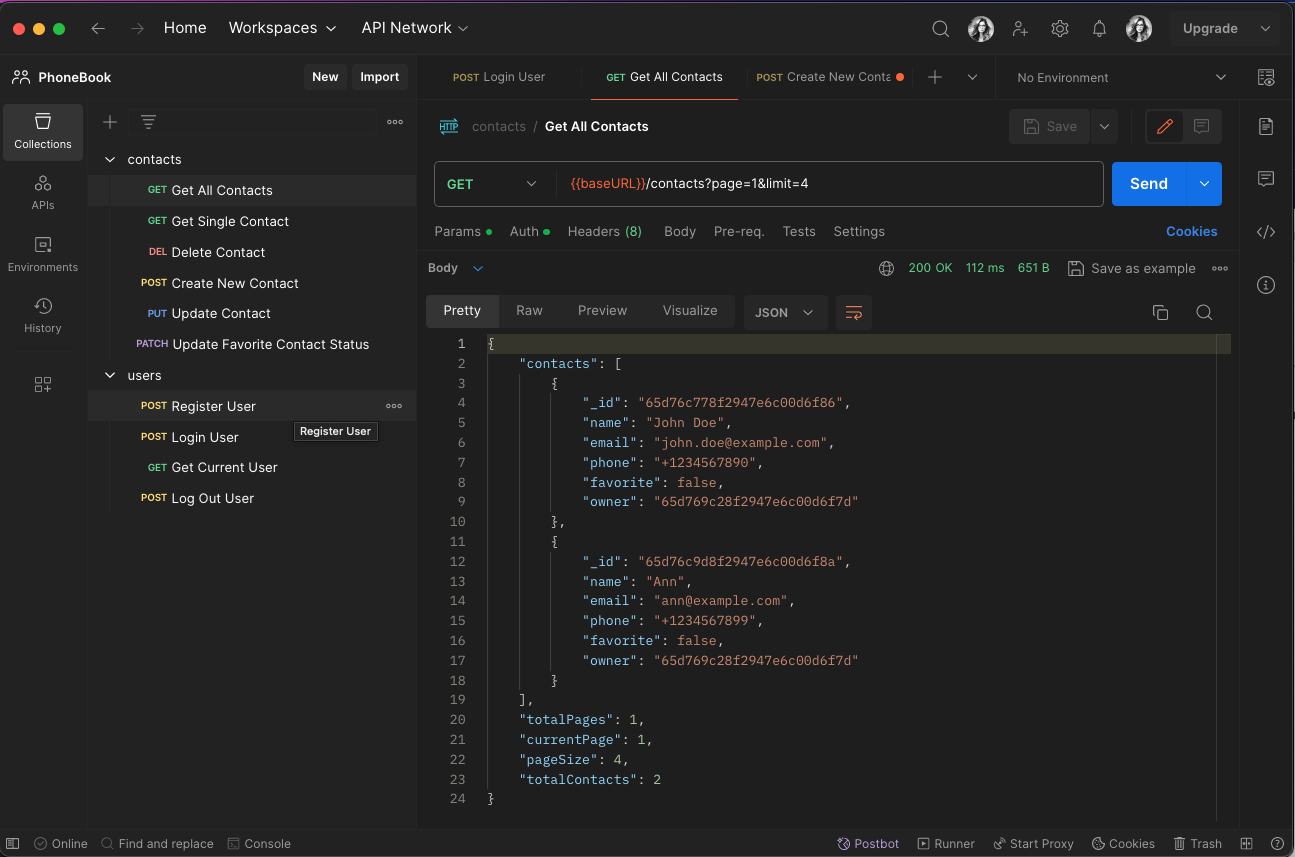 Home Workspaces API Network Upgrade
PhoneBook New Import
POST Login User GET Get All Contacts POST Create New Conta No Environment
Collections
APIs
Environments
History
contacts
GET Get All Contacts
GET Get Single Contact
DEL Delete Contact
POST Create New Contact
PUT Update Contact
PATCH Update Favorite Contact Status
users
POST Register User
Register User
POST Login User
GET Get Current User
POST Log Out User
HTTP contacts / Get All Contacts Save
GET {{baseURL}}/contacts?page=1&limit=4 Send
Params Auth Headers (8) Body Pre-req. Tests Settings Cookies
Body 200 OK 112 ms 651 B Save as example
Pretty Raw Preview Visualize JSON
1 {
2 "contacts": [
3 {
4 "_id": "65d76c778f2947e6c00d6f86",
5 "name": "John Doe",
6 "email": "john.doe@example.com",
7 "phone": "+1234567890",
8 "favorite": false,
9 "owner": "65d769c28f2947e6c00d6f7d"
10 },
11 {
12 "_id": "65d76c9d8f2947e6c00d6f8a",
13 "name": "Ann",
14 "email": "ann@example.com",
15 "phone": "+1234567899",
16 "favorite": false,
17 "owner": "65d769c28f2947e6c00d6f7d"
18 }
19 ],
20 "totalPages": 1,
21 "currentPage": 1,
22 "pageSize": 4,
23 "totalContacts": 2
24 }
Online Find and replace Console Postbot Runner Start Proxy Cookies Trash